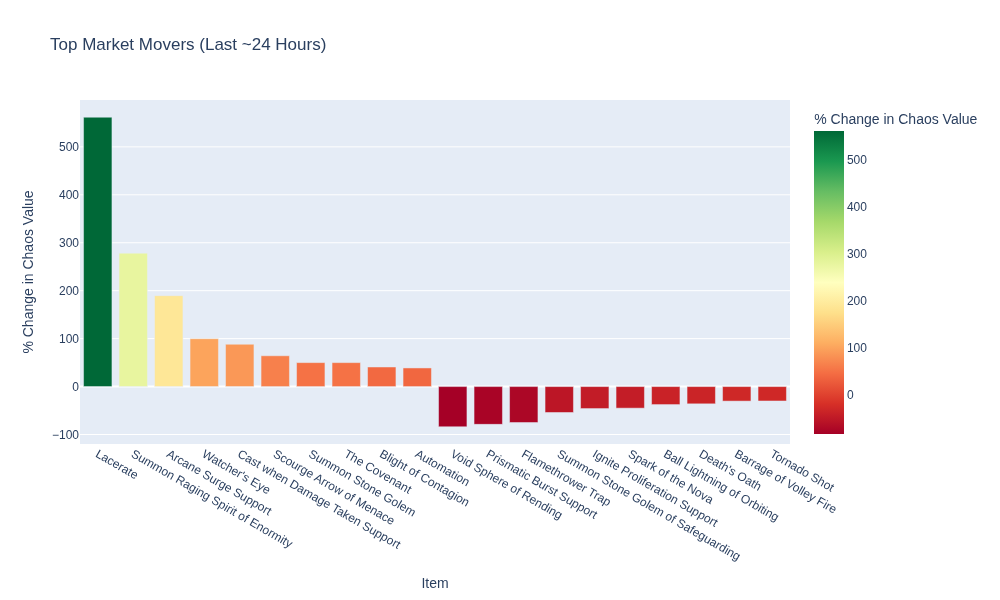 Top Market Movers (Last ~24 Hours)
% Change in Chaos Value
500
400
300
200
100
0
−100
Lacerate
Summon Raging Spirit of Enormity
Arcane Surge Support
Watcher's Eye
Cast when Damage Taken Support
Scourge Arrow of Menace
Summon Stone Golem
The Covenant
Blight of Contagion
Automation
Void Sphere of Rending
Prismatic Burst Support
Flamethrower Trap
Summon Stone Golem of Safeguarding
Ignite Proliferation Support
Spark of the Nova
Ball Lightning of Orbiting
Death's Oath
Barrage of Volley Fire
Tornado Shot
Item
% Change in Chaos Value
500
400
300
200
100
0